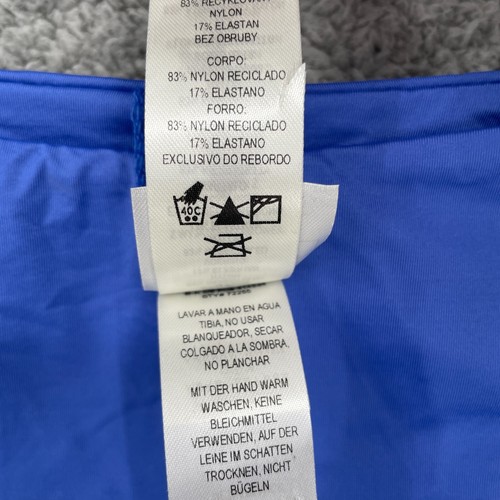 83% RECYKLOVANÝ
NYLON
17% ELASTAN
BEZ OBRUBY
CORPO:
83% NYLON RECICLADO
17% ELASTANO
FORRO:
83% NYLON RECICLADO
17% ELASTANO
EXCLUSIVO DO REBORDO
40C
LAVAR A MANO EN AGUA
TIBIA, NO USAR
BLANQUEADOR, SECAR
COLGADO A LA SOMBRA,
NO PLANCHAR
MIT DER HAND WARM
WASCHEN, KEINE
BLEICHMITTEL
VERWENDEN, AUF DER
LEINE IM SCHATTEN
TROCKNEN, NICHT
BÜGELN